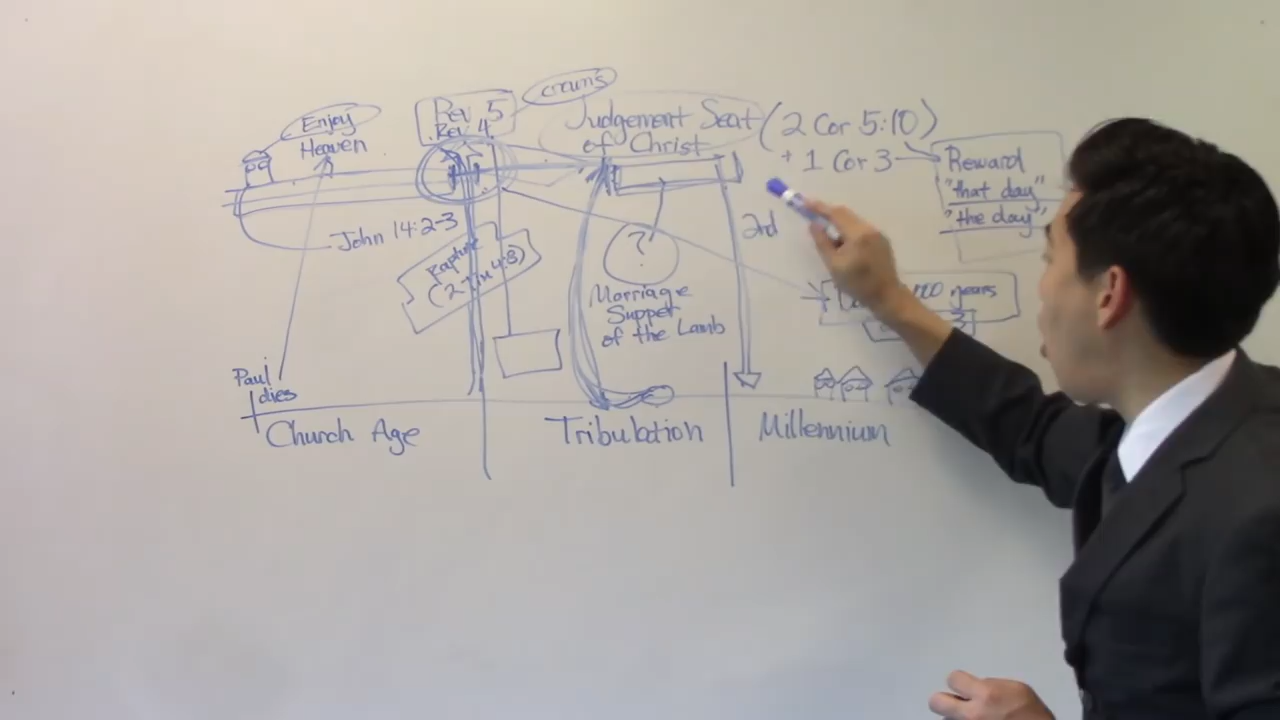 crowns
Enjoy
Heaven
Rev 5
Rev 4
Judgement Seat
of Christ
(2 Cor 5:10)
+ 1 Cor 3
Reward
"that day"
"the day"
John 14:2-3
Rapture
2nd
?
Marriage
Supper
of the Lamb
years
Paul
dies
Church Age
Tribulation
Millennium